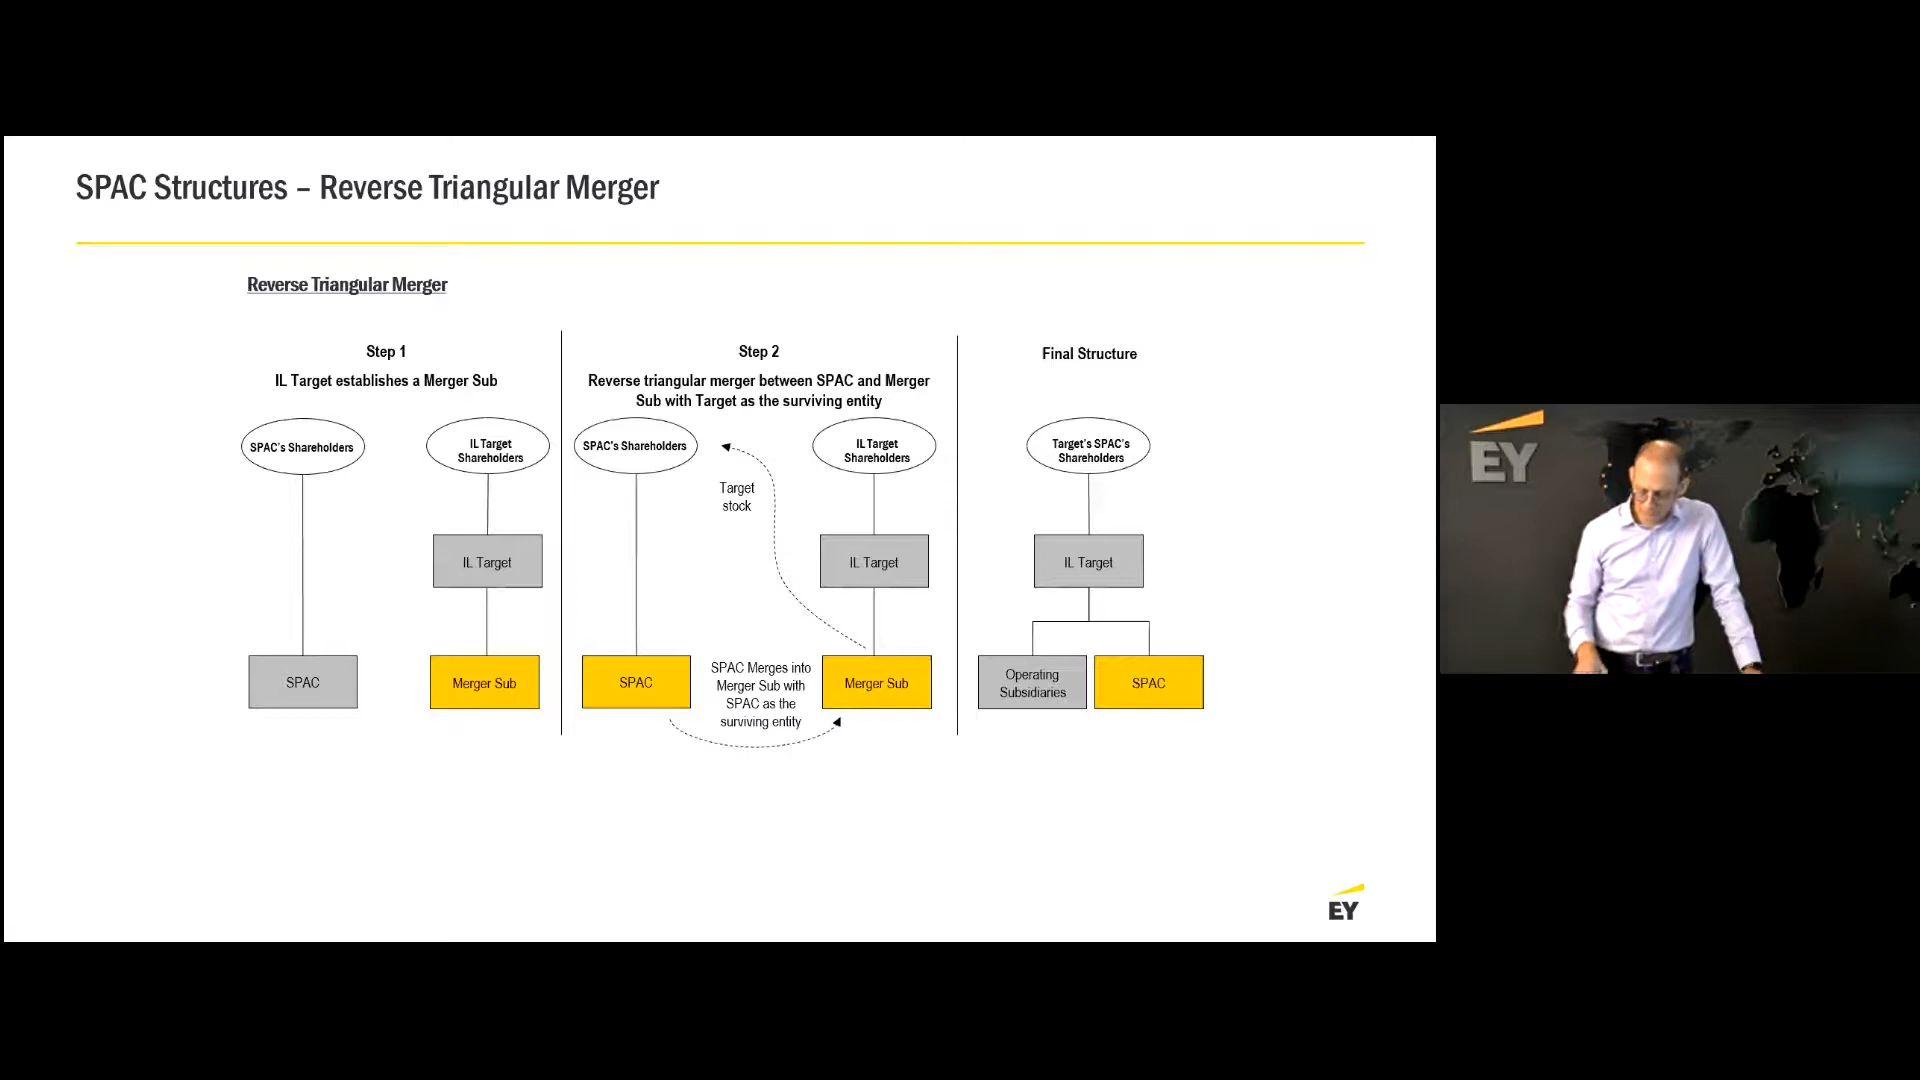 SPAC Structures – Reverse Triangular Merger
Reverse Triangular Merger
Step 1
IL Target establishes a Merger Sub
SPAC's Shareholders
IL Target
Shareholders
IL Target
SPAC
Merger Sub
Step 2
Reverse triangular merger between SPAC and Merger
Sub with Target as the surviving entity
SPAC's Shareholders
IL Target
Shareholders
Target
stock
IL Target
SPAC
SPAC Merges into
Merger Sub with
SPAC as the
surviving entity
Merger Sub
Final Structure
Target's SPAC's
Shareholders
IL Target
Operating
Subsidiaries
SPAC
EY
EY